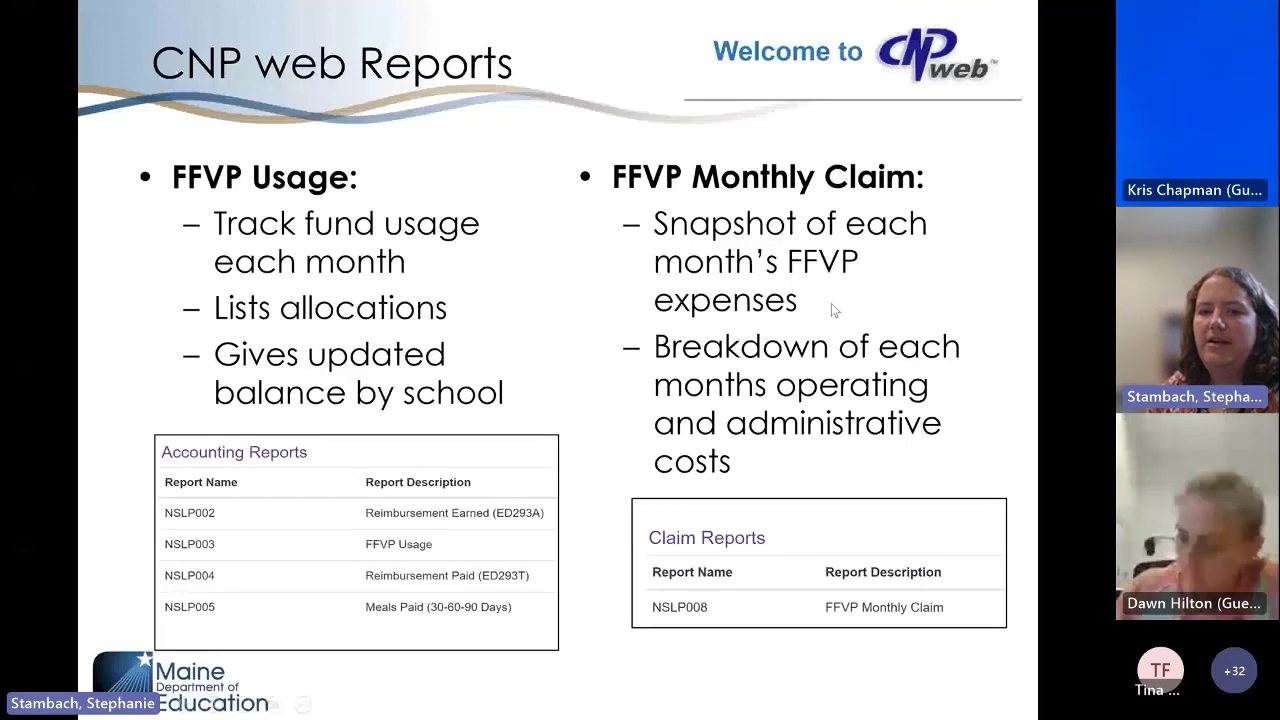 CNP web Reports
Welcome to CNP web™
• FFVP Usage:
– Track fund usage
each month
– Lists allocations
– Gives updated
balance by school
Accounting Reports
Report Name Report Description
NSLP002 Reimbursement Earned (ED293A)
NSLP003 FFVP Usage
NSLP004 Reimbursement Paid (ED293T)
NSLP005 Meals Paid (30-60-90 Days)
• FFVP Monthly Claim:
– Snapshot of each
month’s FFVP
expenses
– Breakdown of each
months operating
and administrative
costs
Claim Reports
Report Name Report Description
NSLP008 FFVP Monthly Claim
Maine
Department of
Education
Stambach, Stephanie
Kris Chapman (Gu...
Stambach, Stepha...
Dawn Hilton (Gue...
TF
Tina ...
+32